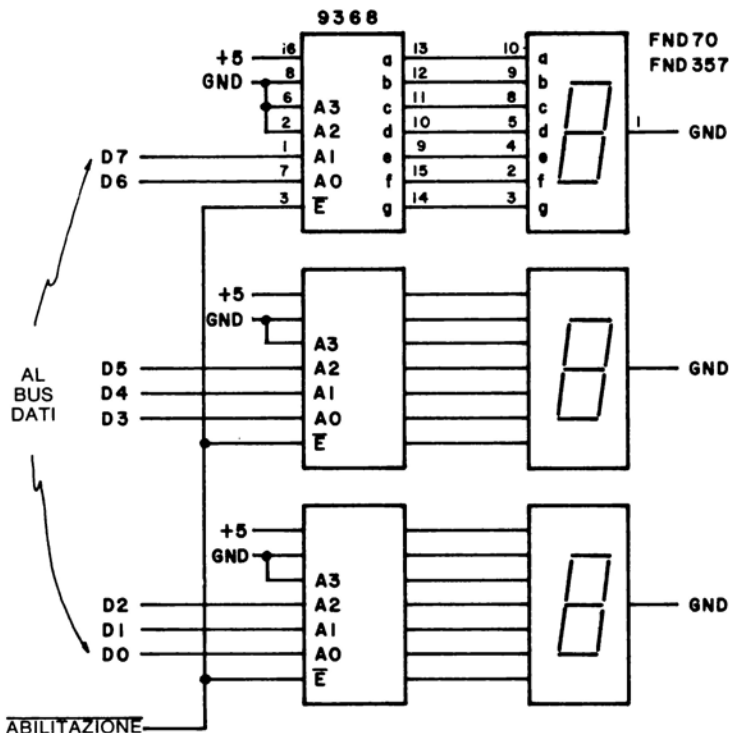 9368
FND70
FND357
+5 i6 13 10 a
GND 8 a 12 9 b
6 A3 b 11 8 c
2 A2 c 10 5 d 1 GND
D7 1 A1 d 9 4 e
D6 7 A0 e 15 2 f
3 E̅ f 14 3 g
g
+5
GND
A3
D5 A2 GND
D4 A1
D3 A0
E̅
AL
BUS
DATI
+5
GND
A3
D2 A2 GND
D1 A1
D0 A0
E̅
ABILITAZIONE